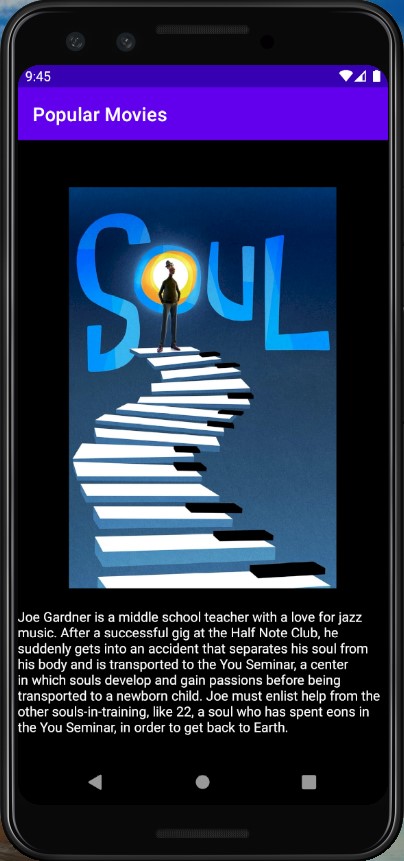 9:45
Popular Movies
SOUL
Joe Gardner is a middle school teacher with a love for jazz
music. After a successful gig at the Half Note Club, he
suddenly gets into an accident that separates his soul from
his body and is transported to the You Seminar, a center
in which souls develop and gain passions before being
transported to a newborn child. Joe must enlist help from the
other souls-in-training, like 22, a soul who has spent eons in
the You Seminar, in order to get back to Earth.